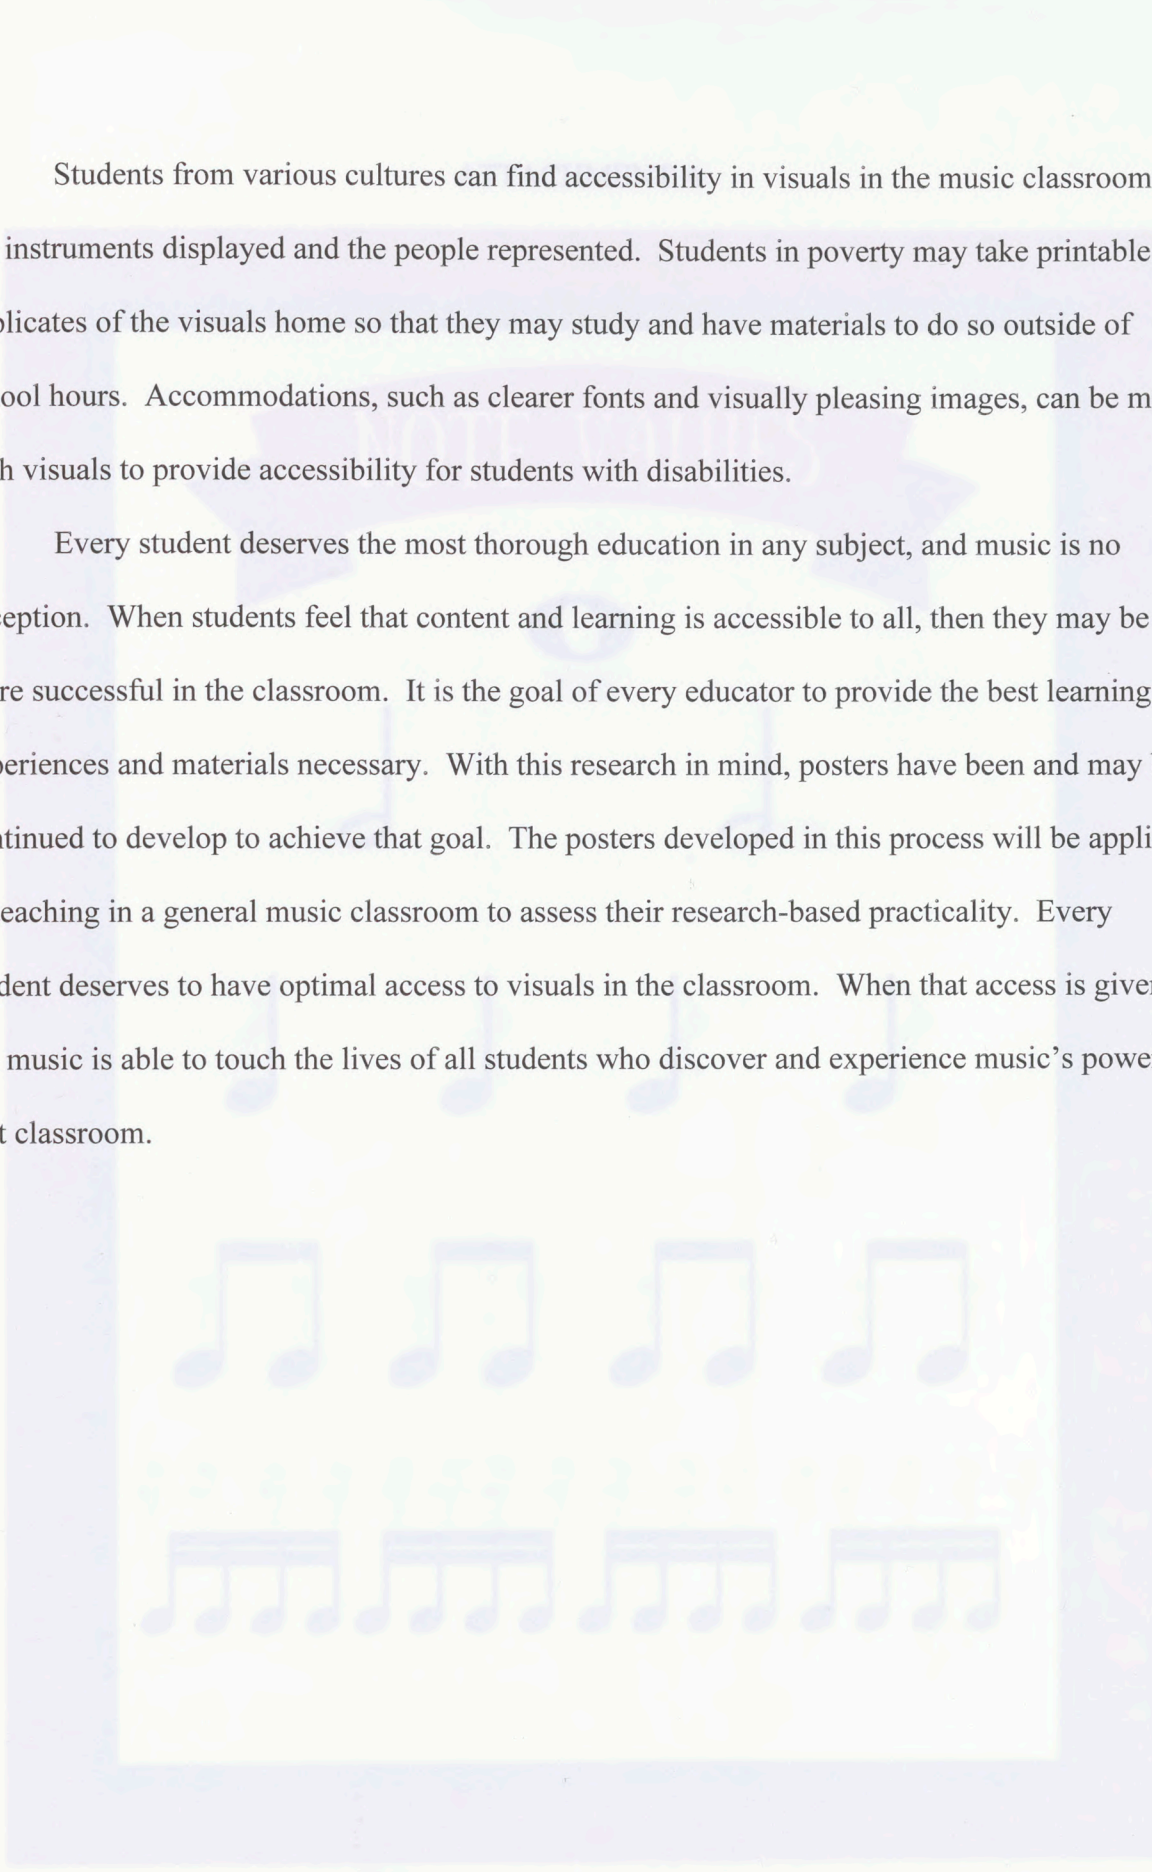 Students from various cultures can find accessibility in visuals in the music classroom
instruments displayed and the people represented. Students in poverty may take printable
plicates of the visuals home so that they may study and have materials to do so outside of
ool hours. Accommodations, such as clearer fonts and visually pleasing images, can be m
h visuals to provide accessibility for students with disabilities.
Every student deserves the most thorough education in any subject, and music is no
eption. When students feel that content and learning is accessible to all, then they may be
re successful in the classroom. It is the goal of every educator to provide the best learning
periences and materials necessary. With this research in mind, posters have been and may
tinued to develop to achieve that goal. The posters developed in this process will be appli
eaching in a general music classroom to assess their research-based practicality. Every
dent deserves to have optimal access to visuals in the classroom. When that access is given
music is able to touch the lives of all students who discover and experience music's power
t classroom.